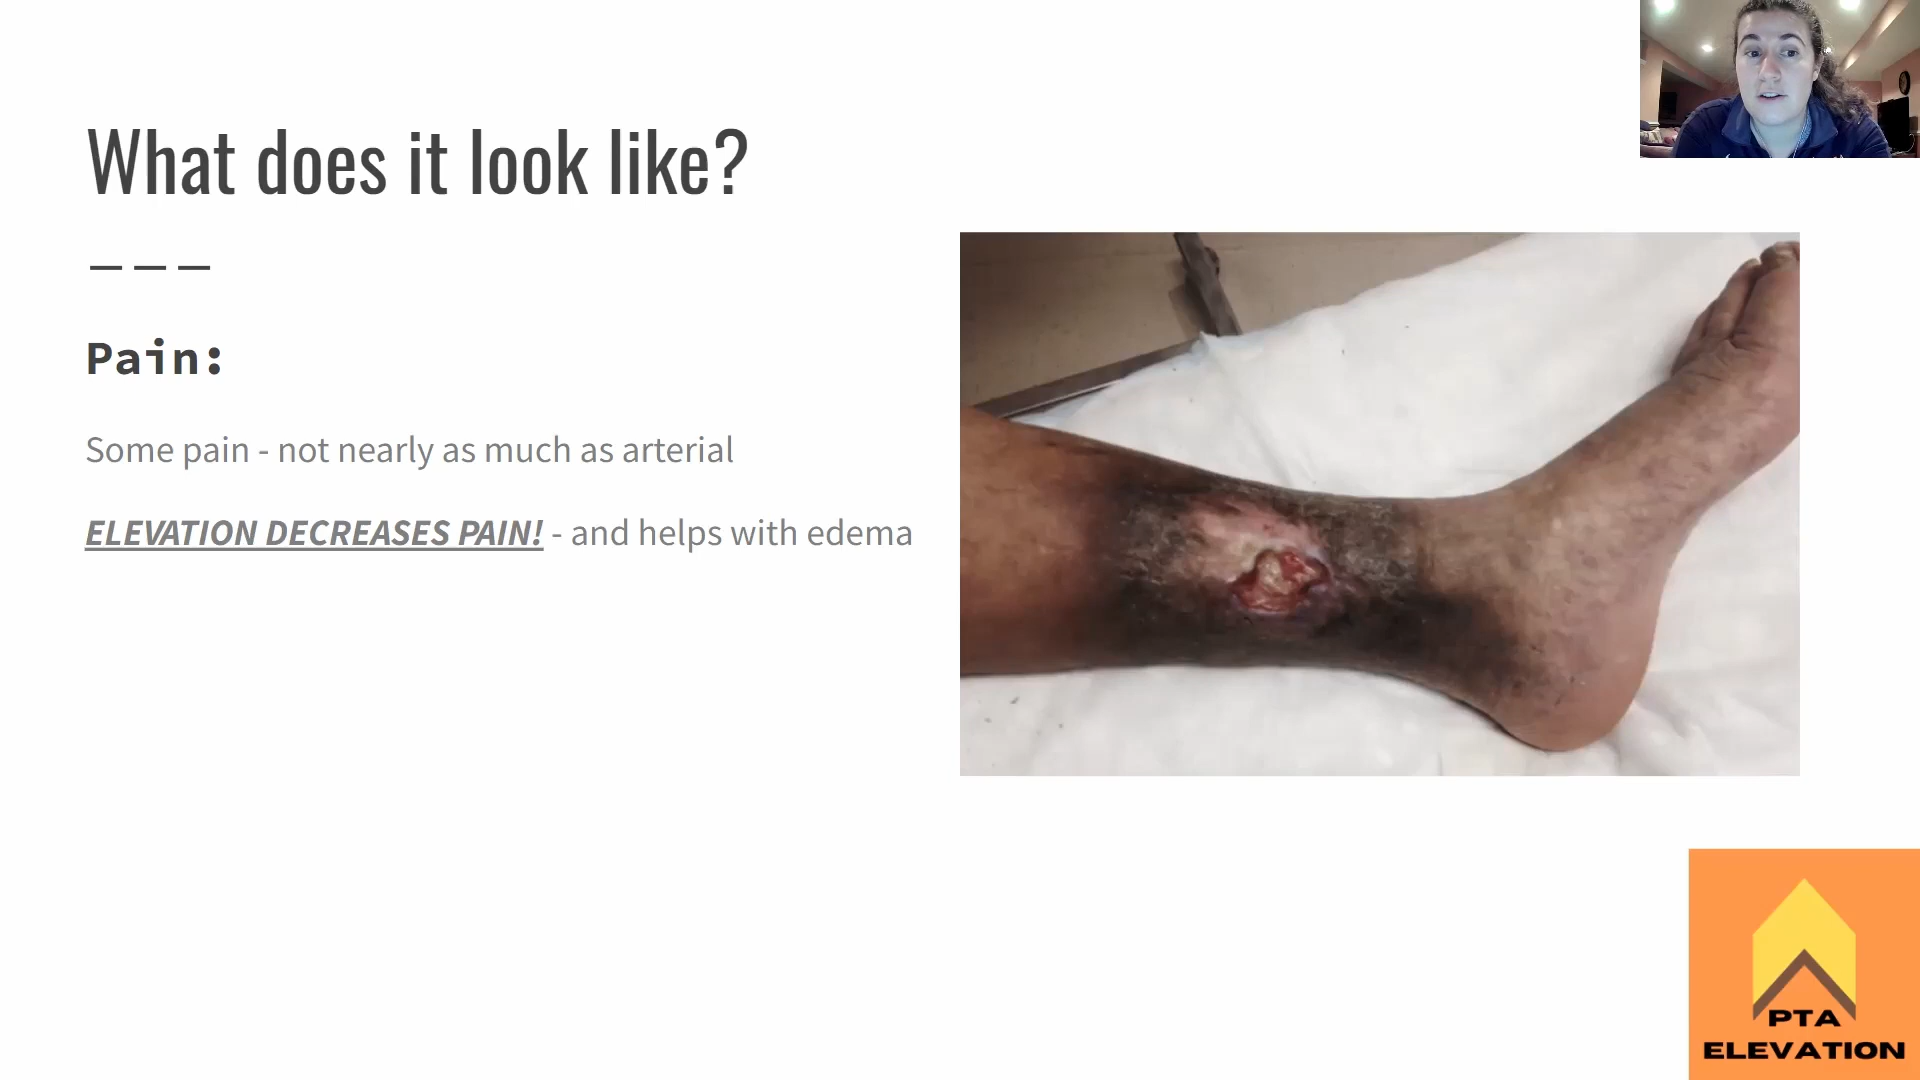 What does it look like?
Pain:
Some pain - not nearly as much as arterial
ELEVATION DECREASES PAIN! - and helps with edema
PTA
ELEVATION